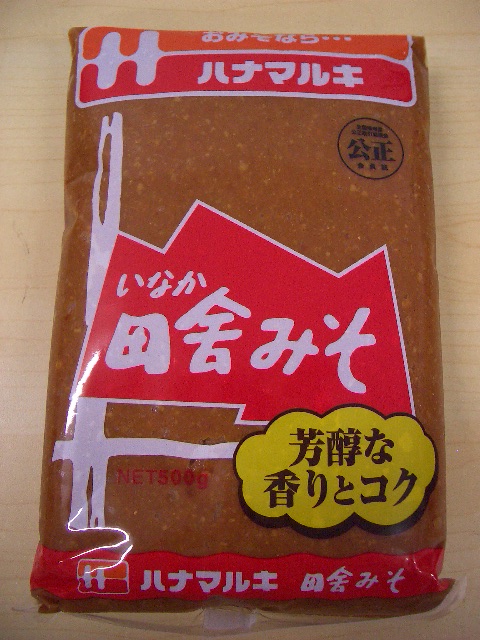 おみそなら…
ハナマルキ
公正
いなか
田舎みそ
芳醇な
香りとコク
NET500g
ハナマルキ 田舎みそ